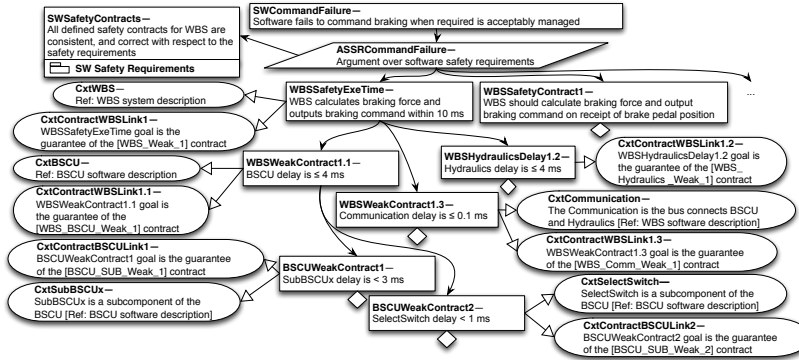 SWSafetyContracts—
All defined safety contracts for WBS are
consistent, and correct with respect to the
safety requirements
SW Safety Requirements
SWCommandFailure—
Software fails to command braking when required is acceptably managed
ASSRCommandFailure—
Argument over software safety requirements
CxtWBS—
Ref: WBS system description
WBSSafetyExeTime—
WBS calculates braking force and
outputs braking command within 10 ms
WBSSafetyContract1—
WBS should calculate braking force and output
braking command on receipt of brake pedal position
...
CxtContractWBSLink1—
WBSSafetyExeTime goal is the
guarantee of the [WBS_Weak_1] contract
CxtBSCU—
Ref: BSCU software description
WBSWeakContract1.1—
BSCU delay is ≤ 4 ms
WBSHydraulicsDelay1.2—
Hydraulics delay is ≤ 4 ms
CxtContractWBSLink1.2—
WBSHydraulicsDelay1.2 goal is
the guarantee of the [WBS_
Hydraulics _Weak_1] contract
CxtContractWBSLink1.1—
WBSWeakContract1.1 goal is
the guarantee of the
[WBS_BSCU_Weak_1] contract
WBSWeakContract1.3—
Communication delay is ≤ 0.1 ms
CxtCommunication—
The Communication is the bus connects BSCU
and Hydraulics [Ref: WBS software description]
CxtContractWBSLink1.3—
WBSWeakContract1.3 goal is the guarantee
of the [WBS_Comm_Weak_1] contract
CxtContractBSCULink1—
BSCUWeakContract1 goal is the guarantee
of the [BSCU_SUB_Weak_1] contract
BSCUWeakContract1—
SubBSCUx delay is < 3 ms
CxtSubBSCUx—
SubBSCUx is a subcomponent of the
BSCU [Ref: BSCU software description]
BSCUWeakContract2—
SelectSwitch delay < 1 ms
CxtSelectSwitch—
SelectSwitch is a subcomponent of the
BSCU [Ref: BSCU software description]
CxtContractBSCULink2—
BSCUWeakContract2 goal is the guarantee
of the [BSCU_SUB_Weak_2] contract